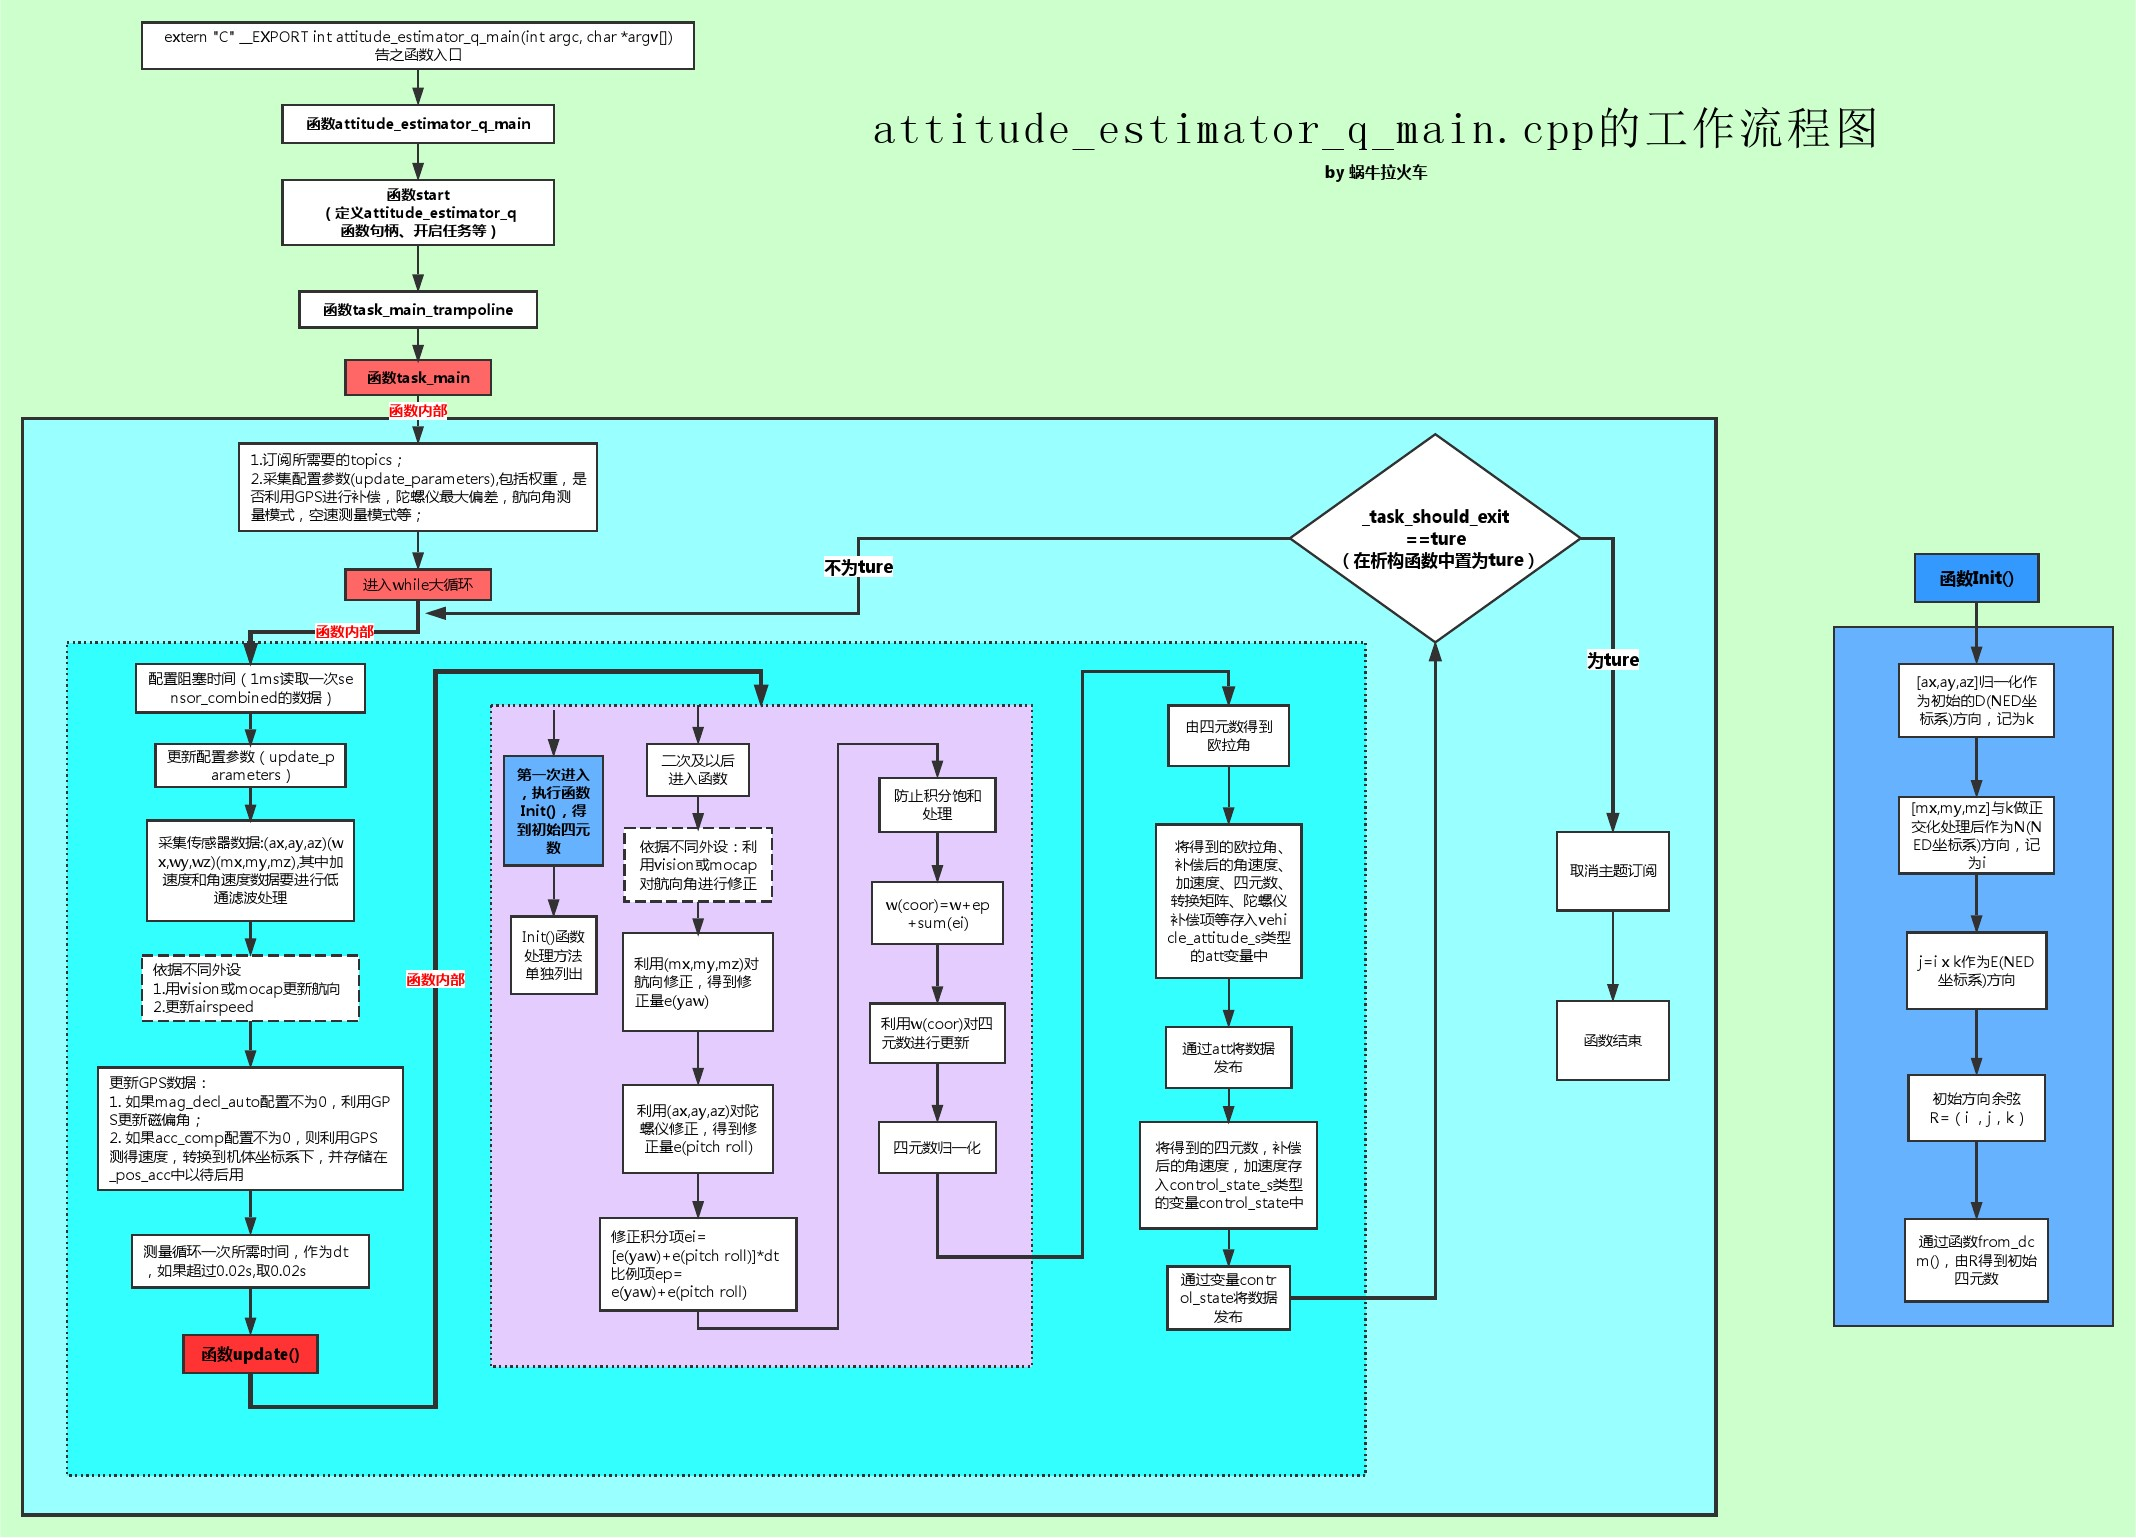 extern "C" __EXPORT int attitude_estimator_q_main(int argc, char *argv[])
告之函数入口
函数attitude_estimator_q_main
attitude_estimator_q_main.cpp的工作流程图
by 蜗牛拉火车
函数start
（定义attitude_estimator_q
函数句柄、开启任务等）
函数task_main_trampoline
函数task_main
函数内部
1.订阅所需要的topics；
2.采集配置参数(update_parameters),包括权重，是
否利用GPS进行补偿，陀螺仪最大偏差，航向角测
量模式，空速测量模式等；
进入while大循环
函数内部
配置阻塞时间（1ms读取一次se
nsor_combined的数据）
更新配置参数（update_p
arameters）
采集传感器数据:(ax,ay,az)(w
x,wy,wz)(mx,my,mz),其中加
速度和角速度数据要进行低
通滤波处理
依据不同外设
1.用vision或mocap更新航向
2.更新airspeed
更新GPS数据：
1. 如果mag_decl_auto配置不为0，利用GP
S更新磁偏角；
2. 如果acc_comp配置不为0，则利用GPS
测得速度，转换到机体坐标系下，并存储在
_pos_acc中以待后用
测量循环一次所需时间，作为dt
，如果超过0.02s,取0.02s
函数update()
函数内部
第一次进入
，执行函数
Init()，得
到初始四元
数
Init()函数
处理方法
单独列出
二次及以后
进入函数
依据不同外设：利
用vision或mocap
对航向角进行修正
利用(mx,my,mz)对
航向修正，得到修
正量e(yaw)
利用(ax,ay,az)对陀
螺仪修正，得到修
正量e(pitch roll)
修正积分项ei=
[e(yaw)+e(pitch roll)]*dt
比例项ep=
e(yaw)+e(pitch roll)
防止积分饱和
处理
w(coor)=w+ep
+sum(ei)
利用w(coor)对四
元数进行更新
四元数归一化
由四元数得到
欧拉角
将得到的欧拉角、
补偿后的角速度、
加速度、四元数、
转换矩阵、陀螺仪
补偿项等存入vehi
cle_attitude_s类型
的att变量中
通过att将数据
发布
将得到的四元数，补偿
后的角速度，加速度存
入control_state_s类型
的变量control_state中
通过变量contr
ol_state将数据
发布
_task_should_exit
==ture
（在析构函数中置为ture）
不为ture
为ture
取消主题订阅
函数结束
函数Init()
[ax,ay,az]归一化作
为初始的D(NED坐
标系)方向，记为k
[mx,my,mz]与k做正
交化处理后作为N(N
ED坐标系)方向，记
为i
j=i x k作为E(NED
坐标系)方向
初始方向余弦
R=（i , j , k）
通过函数from_dc
m()，由R得到初始
四元数